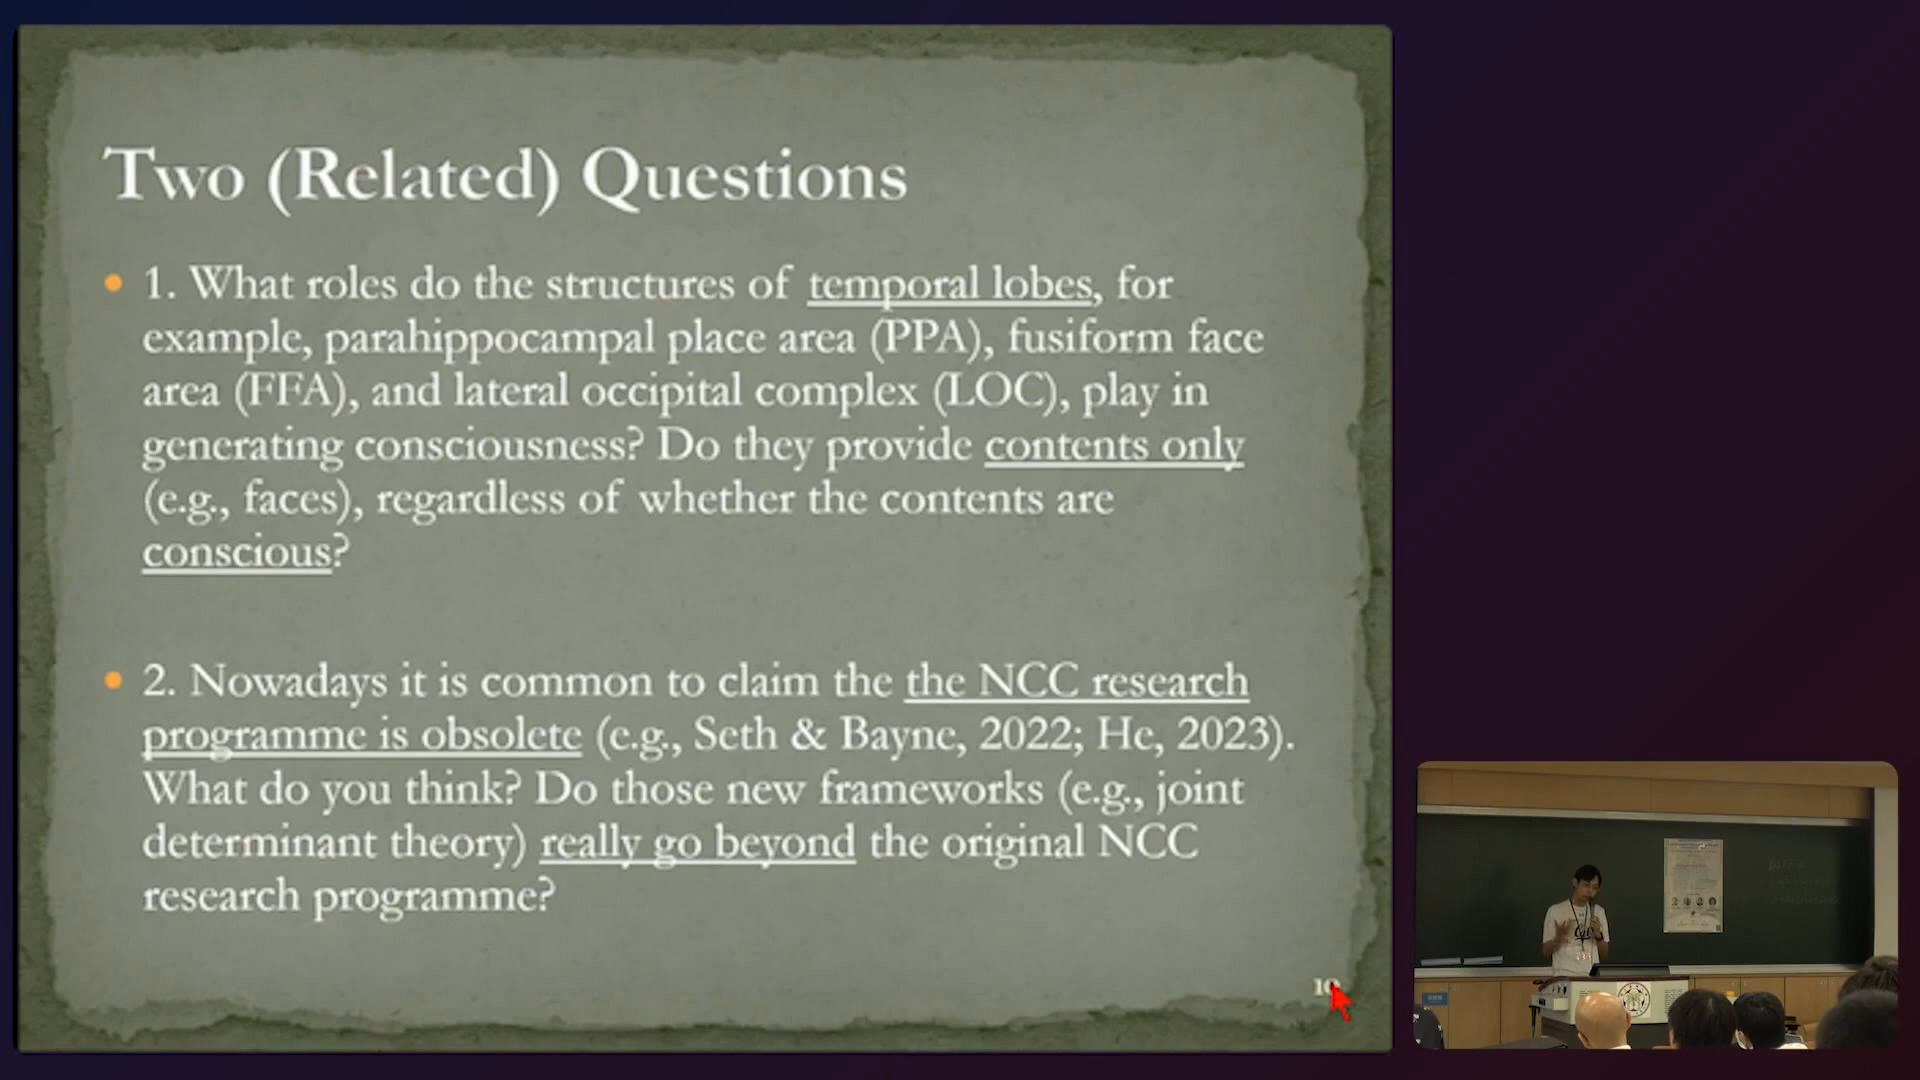 Two (Related) Questions
1. What roles do the structures of temporal lobes, for
example, parahippocampal place area (PPA), fusiform face
area (FFA), and lateral occipital complex (LOC), play in
generating consciousness? Do they provide contents only
(e.g., faces), regardless of whether the contents are
conscious?
2. Nowadays it is common to claim the the NCC research
programme is obsolete (e.g., Seth & Bayne, 2022; He, 2023).
What do you think? Do those new frameworks (e.g., joint
determinant theory) really go beyond the original NCC
research programme?
10